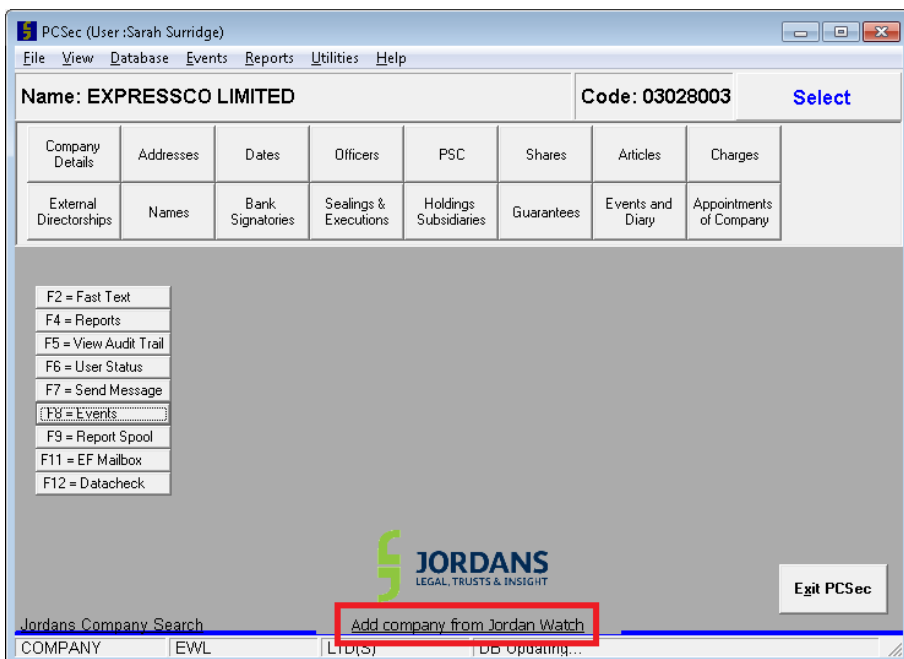 PCSec (User :Sarah Surridge)
File View Database Events Reports Utilities Help
Name: EXPRESSCO LIMITED Code: 03028003 Select
Company Details
Addresses
Dates
Officers
PSC
Shares
Articles
Charges
External Directorships
Names
Bank Signatories
Sealings & Executions
Holdings Subsidiaries
Guarantees
Events and Diary
Appointments of Company
F2 = Fast Text
F4 = Reports
F5 = View Audit Trail
F6 = User Status
F7 = Send Message
F8 = Events
F9 = Report Spool
F11 = EF Mailbox
F12 = Datacheck
JORDANS
LEGAL, TRUSTS & INSIGHT
Exit PCSec
Jordans Company Search
Add company from Jordan Watch
COMPANY EWL LTD(S) DB Updating...